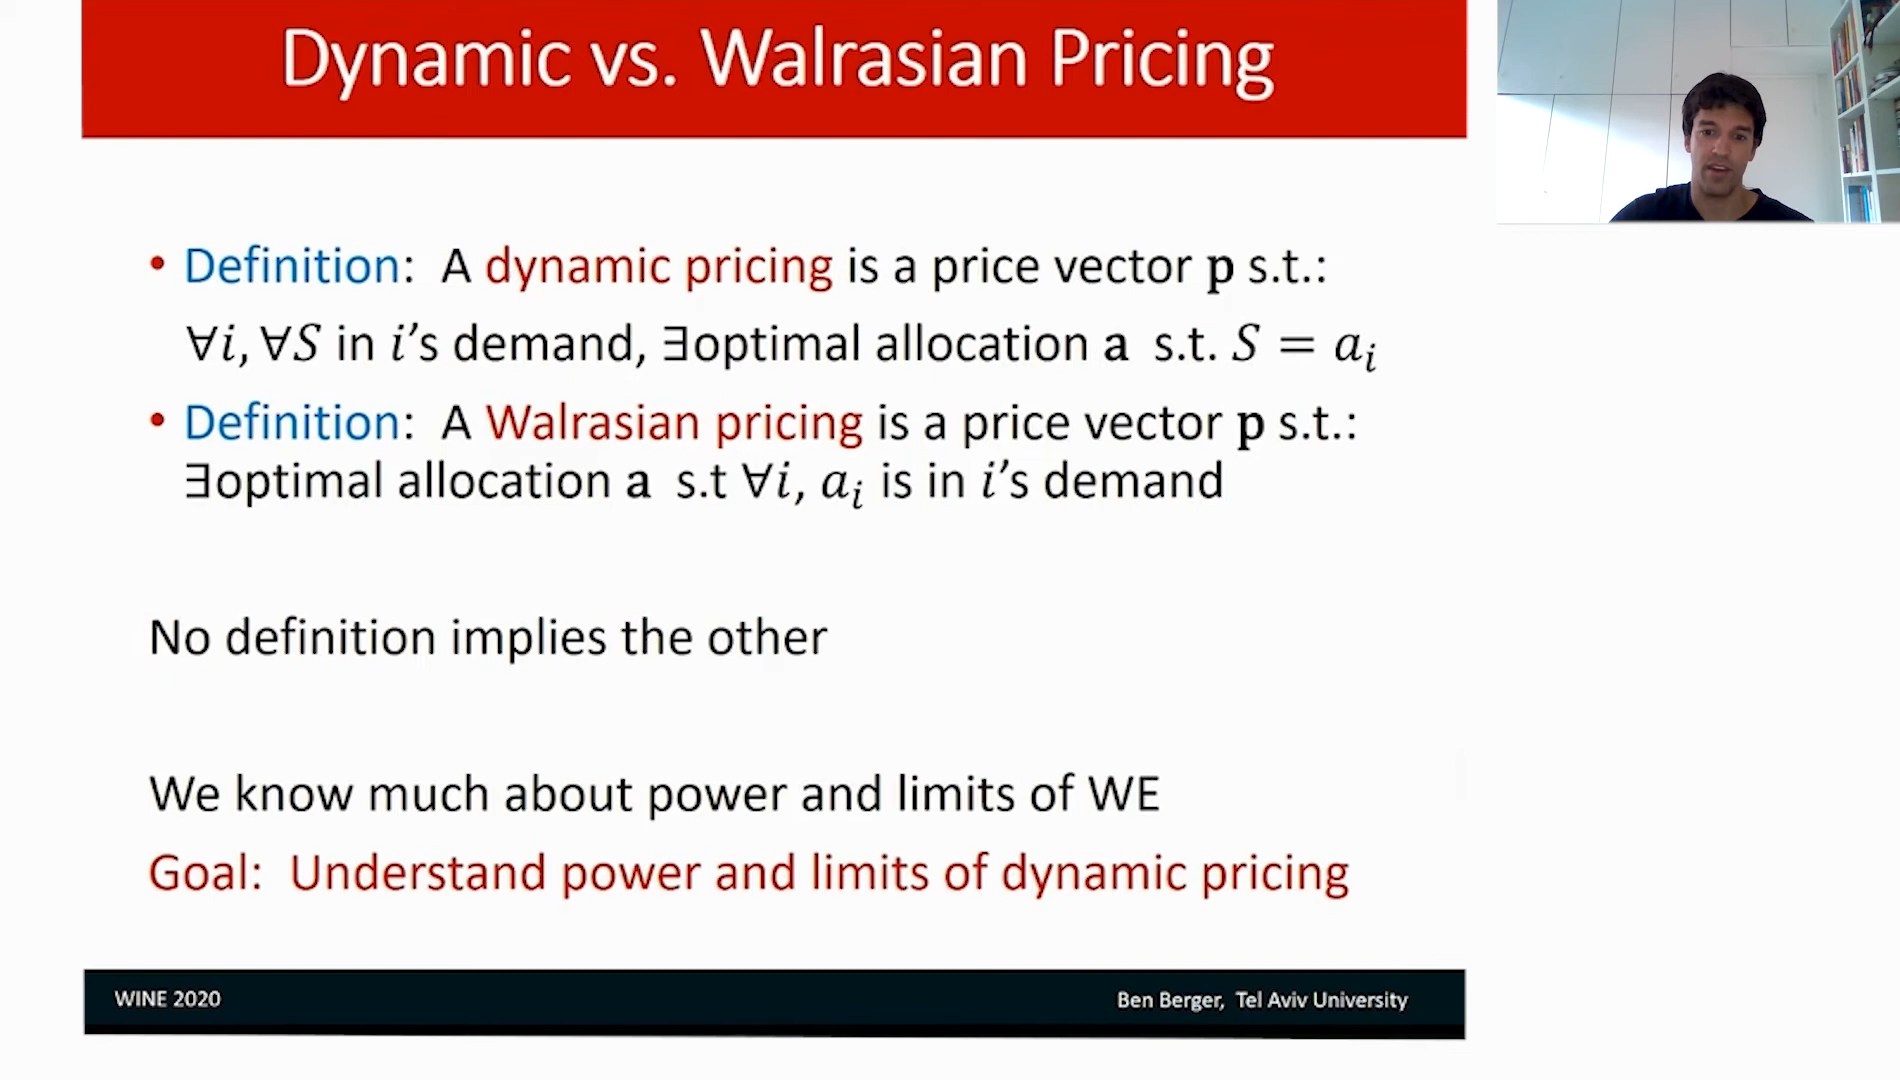 Dynamic vs. Walrasian Pricing
• Definition: A dynamic pricing is a price vector p s.t.:
∀i, ∀S in i’s demand, ∃optimal allocation a s.t. S = aᵢ
• Definition: A Walrasian pricing is a price vector p s.t.:
∃optimal allocation a s.t ∀i, aᵢ is in i’s demand
No definition implies the other
We know much about power and limits of WE
Goal: Understand power and limits of dynamic pricing
WINE 2020
Ben Berger, Tel Aviv University